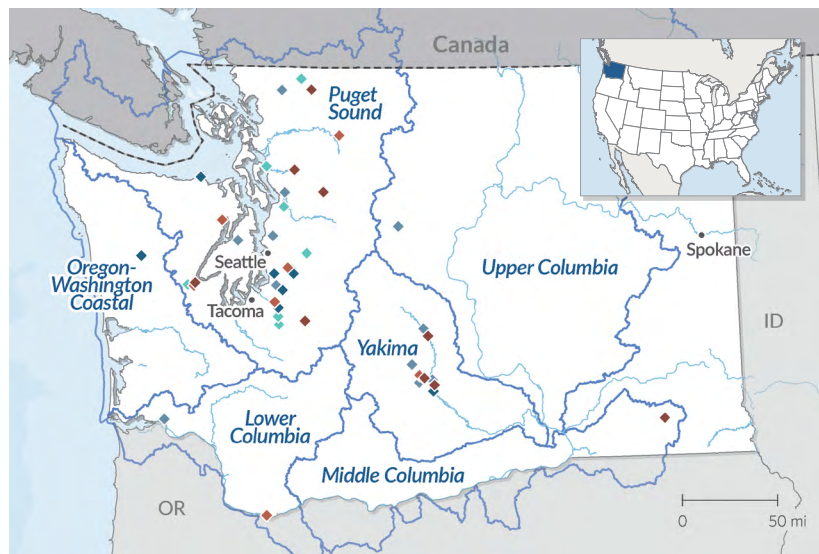 Canada
Puget
Sound
Spokane
Seattle
Oregon-
Washington
Coastal
Upper Columbia
Tacoma
ID
Yakima
Lower
Columbia
Middle Columbia
OR
0 50 mi